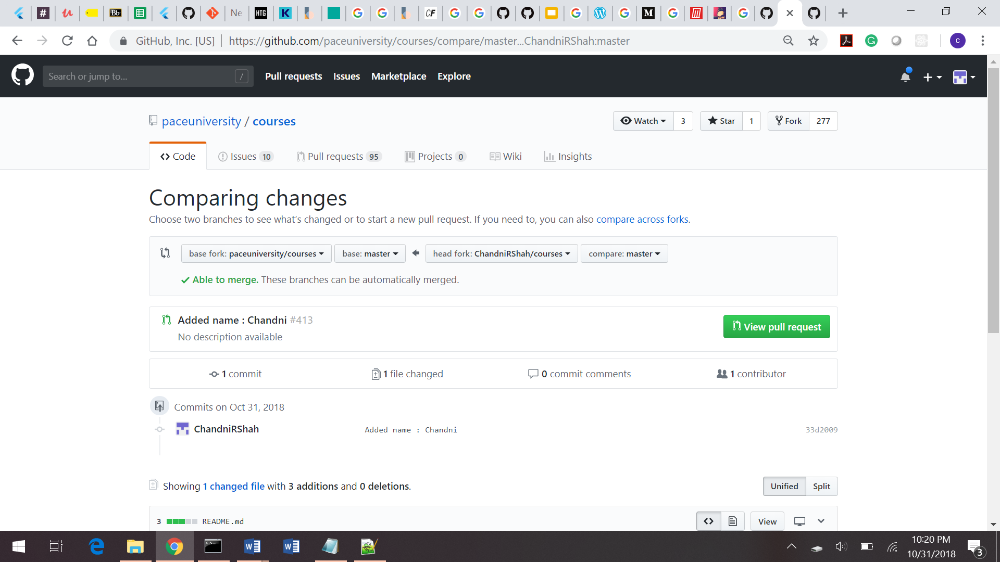 Ne HTG K CF M
GitHub, Inc. [US] | https://github.com/paceuniversity/courses/compare/master...ChandniRShah:master
Search or jump to... / Pull requests Issues Marketplace Explore
paceuniversity / courses Watch 3 Star 1 Fork 277
Code Issues 10 Pull requests 95 Projects 0 Wiki Insights
Comparing changes
Choose two branches to see what's changed or to start a new pull request. If you need to, you can also compare across forks.
base fork: paceuniversity/courses base: master head fork: ChandniRShah/courses compare: master
Able to merge. These branches can be automatically merged.
Added name : Chandni #413
No description available
View pull request
1 commit 1 file changed 0 commit comments 1 contributor
Commits on Oct 31, 2018
ChandniRShah Added name : Chandni 33d2009
Showing 1 changed file with 3 additions and 0 deletions. Unified Split
3 README.md View
10:20 PM
10/31/2018
3